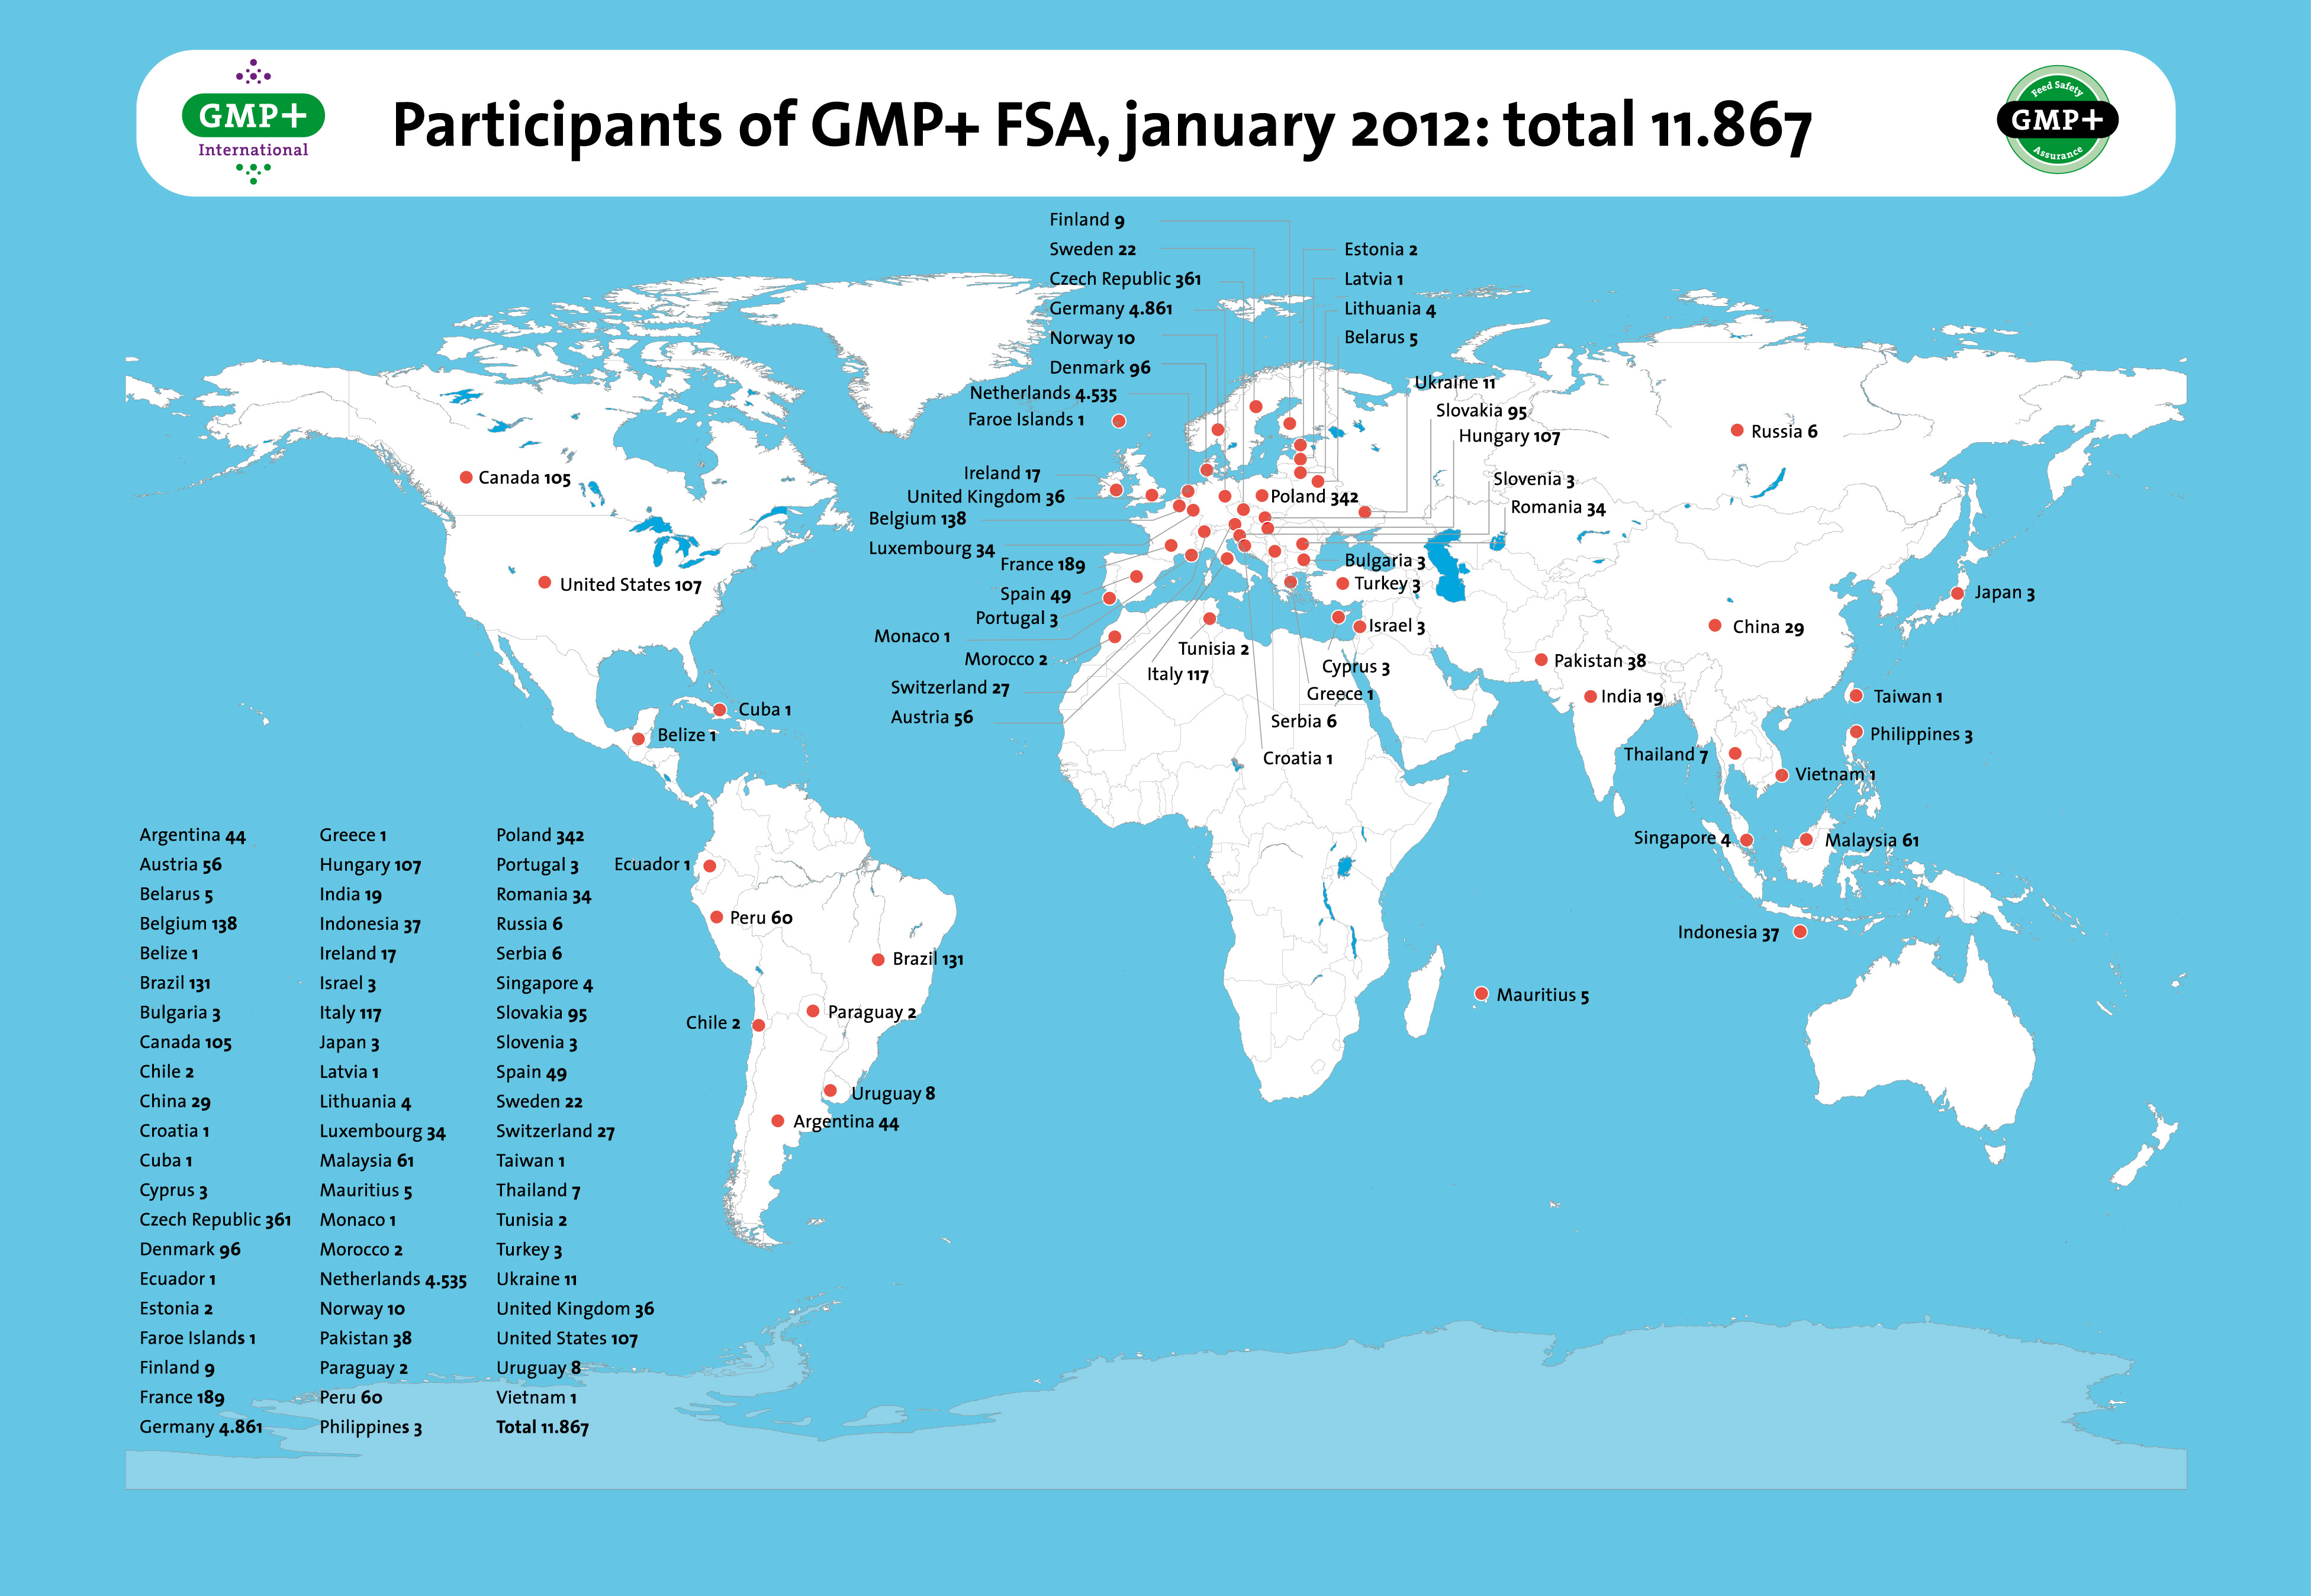 GMP+
International
Participants of GMP+ FSA, january 2012: total 11.867
Feed Safety
GMP+
Assurance
Finland 9
Sweden 22
Czech Republic 361
Germany 4.861
Norway 10
Denmark 96
Netherlands 4.535
Faroe Islands 1
Estonia 2
Latvia 1
Lithuania 4
Belarus 5
Ukraine 11
Slovakia 95
Hungary 107
Slovenia 3
Romania 34
Ireland 17
United Kingdom 36
Belgium 138
Luxembourg 34
France 189
Spain 49
Portugal 3
Monaco 1
Morocco 2
Switzerland 27
Austria 56
Poland 342
Bulgaria 3
Turkey 3
Israel 3
Tunisia 2
Italy 117
Cyprus 3
Greece 1
Serbia 6
Croatia 1
Canada 105
United States 107
Cuba 1
Belize 1
Russia 6
Japan 3
China 29
Pakistan 38
India 19
Taiwan 1
Philippines 3
Thailand 7
Vietnam 1
Singapore 4
Malaysia 61
Indonesia 37
Mauritius 5
Ecuador 1
Peru 60
Brazil 131
Paraguay 2
Chile 2
Uruguay 8
Argentina 44
Argentina 44
Austria 56
Belarus 5
Belgium 138
Belize 1
Brazil 131
Bulgaria 3
Canada 105
Chile 2
China 29
Croatia 1
Cuba 1
Cyprus 3
Czech Republic 361
Denmark 96
Ecuador 1
Estonia 2
Faroe Islands 1
Finland 9
France 189
Germany 4.861
Greece 1
Hungary 107
India 19
Indonesia 37
Ireland 17
Israel 3
Italy 117
Japan 3
Latvia 1
Lithuania 4
Luxembourg 34
Malaysia 61
Mauritius 5
Monaco 1
Morocco 2
Netherlands 4.535
Norway 10
Pakistan 38
Paraguay 2
Peru 60
Philippines 3
Poland 342
Portugal 3
Romania 34
Russia 6
Serbia 6
Singapore 4
Slovakia 95
Slovenia 3
Spain 49
Sweden 22
Switzerland 27
Taiwan 1
Thailand 7
Tunisia 2
Turkey 3
Ukraine 11
United Kingdom 36
United States 107
Uruguay 8
Vietnam 1
Total 11.867